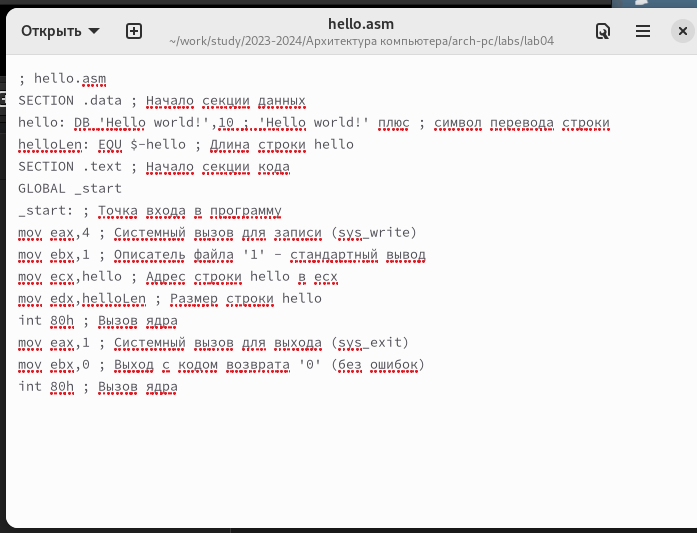 Открыть
hello.asm
~/work/study/2023-2024/Архитектура компьютера/arch-pc/labs/lab04
; hello.asm
SECTION .data ; Начало секции данных
hello: DB 'Hello world!',10 ; 'Hello world!' плюс ; символ перевода строки
helloLen: EQU $-hello ; Длина строки hello
SECTION .text ; Начало секции кода
GLOBAL _start
_start: ; Точка входа в программу
mov eax,4 ; Системный вызов для записи (sys_write)
mov ebx,1 ; Описатель файла '1' - стандартный вывод
mov ecx,hello ; Адрес строки hello в ecx
mov edx,helloLen ; Размер строки hello
int 80h ; Вызов ядра
mov eax,1 ; Системный вызов для выхода (sys_exit)
mov ebx,0 ; Выход с кодом возврата '0' (без ошибок)
int 80h ; Вызов ядра